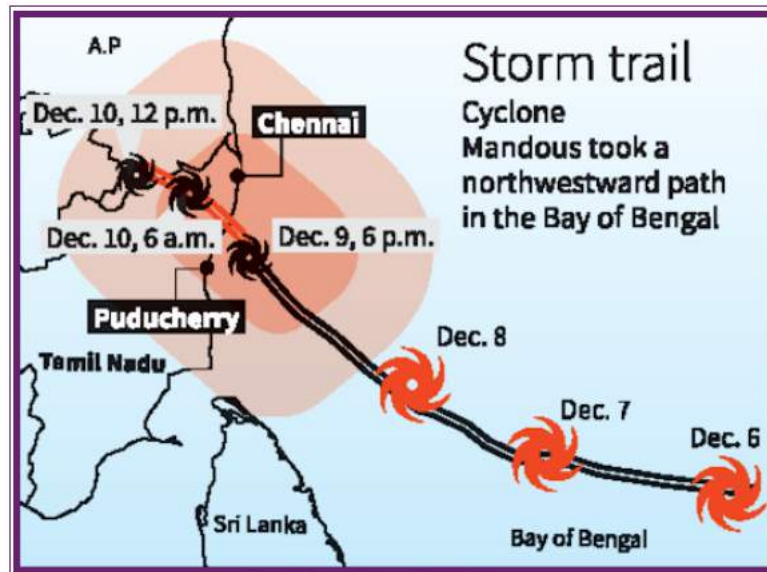 A.P
Storm trail
Cyclone
Mandous took a
northwestward path
in the Bay of Bengal
Dec. 10, 12 p.m.
Chennai
Dec. 10, 6 a.m.
Dec. 9, 6 p.m.
Puducherry
Tamil Nadu
Dec. 8
Dec. 7
Dec. 6
Sri Lanka
Bay of Bengal